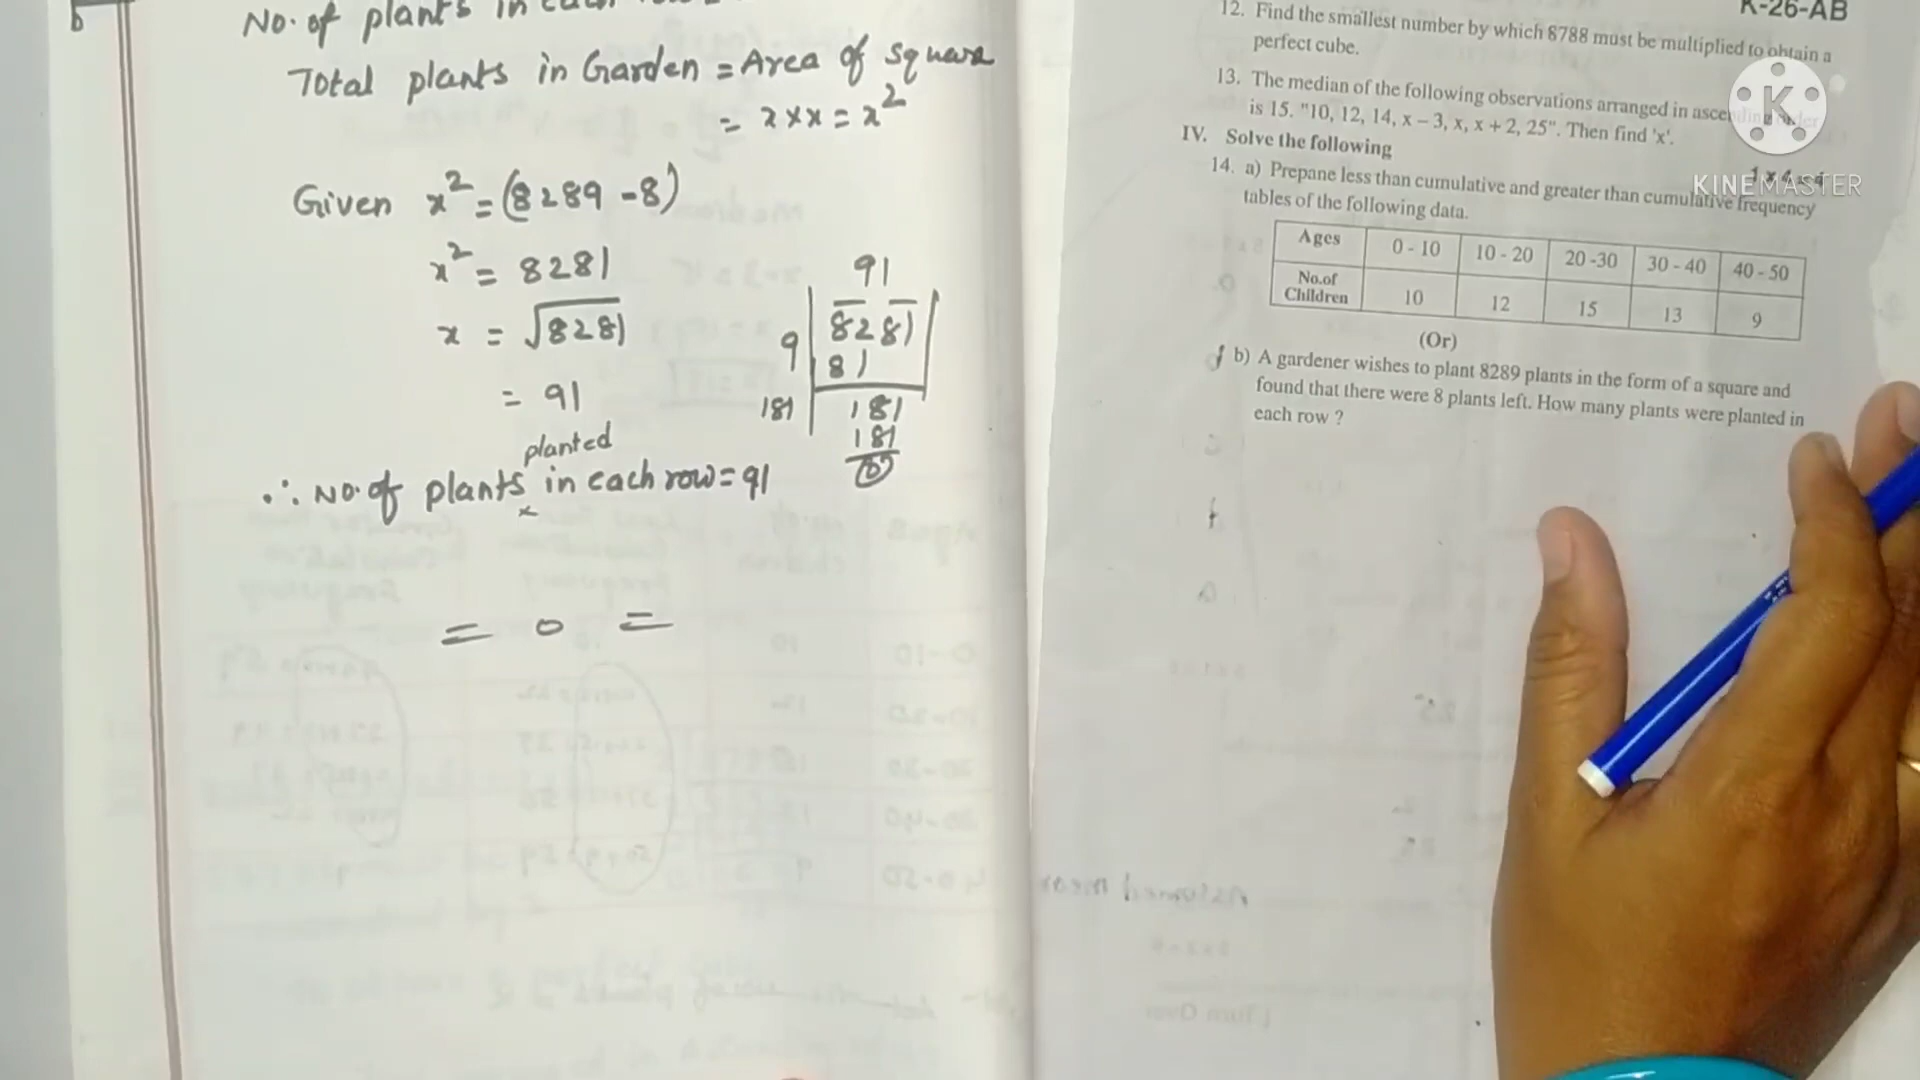 b
No. of plants in each row
Total plants in Garden = Area of square
= x × x = x²
Given x² = (8289 - 8)
x² = 8281
x = √8281
= 91
91
9 8281
81
181 181
181
0
planted
∴ No. of plants in each row = 91
x
= 0 =
K-26-AB
12. Find the smallest number by which 8788 must be multiplied to obtain a
perfect cube.
13. The median of the following observations arranged in ascending order
is 15. "10, 12, 14, x – 3, x, x + 2, 25". Then find 'x'.
IV. Solve the following
1 x 4 = 4
14. a) Prepane less than cumulative and greater than cumulative frequency
tables of the following data.
Ages 0 - 10 10 - 20 20 -30 30 - 40 40 - 50
No.of
Children 10 12 15 13 9
(Or)
b) A gardener wishes to plant 8289 plants in the form of a square and
found that there were 8 plants left. How many plants were planted in
each row ?
K
KINEMASTER